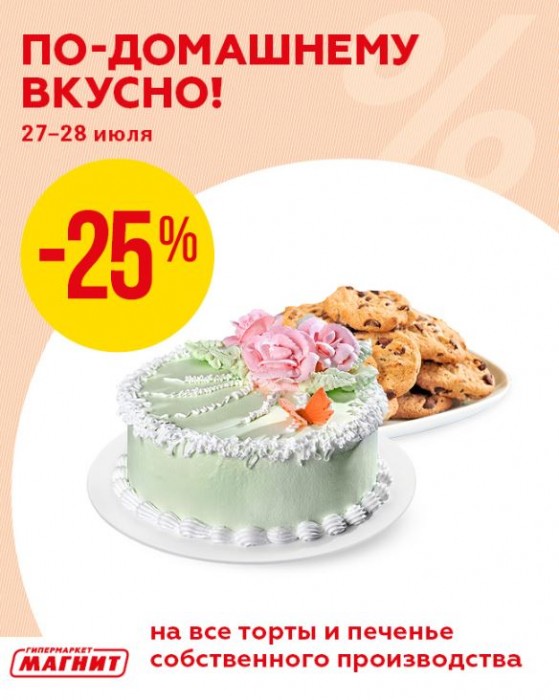 ПО-ДОМАШНЕМУ
ВКУСНО!
27–28 июля
-25%
на все торты и печенье
собственного производства
ГИПЕРМАРКЕТ
МАГНИТ